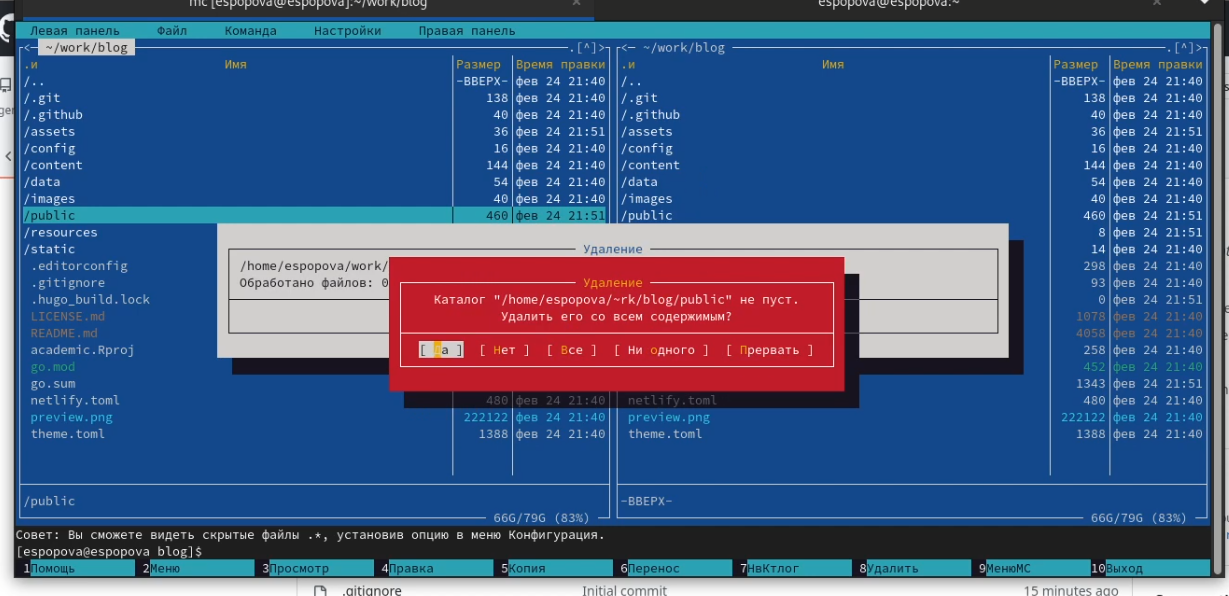 mc [espopova@espopova]:~/work/blog espopova@espopova:~
Левая панель Файл Команда Настройки Правая панель
<— ~/work/blog .[^]> <— ~/work/blog .[^]>
.и Имя Размер Время правки .и Имя Размер Время правки
/.. -ВВЕРХ- фев 24 21:40 /.. -ВВЕРХ- фев 24 21:40
/.git 138 фев 24 21:40 /.git 138 фев 24 21:40
/.github 40 фев 24 21:40 /.github 40 фев 24 21:40
/assets 36 фев 24 21:51 /assets 36 фев 24 21:51
/config 16 фев 24 21:40 /config 16 фев 24 21:40
/content 144 фев 24 21:40 /content 144 фев 24 21:40
/data 54 фев 24 21:40 /data 54 фев 24 21:40
/images 40 фев 24 21:40 /images 40 фев 24 21:40
/public 460 фев 24 21:51 /public 460 фев 24 21:51
/resources 8 фев 24 21:51
/static Удаление 14 фев 24 21:40
.editorconfig /home/espopova/work/ 298 фев 24 21:40
.gitignore Обработано файлов: 0 Удаление 93 фев 24 21:40
.hugo_build.lock Каталог "/home/espopova/~rk/blog/public" не пуст. 0 фев 24 21:51
LICENSE.md Удалить его со всем содержимым? 1078 фев 24 21:40
README.md 4058 фев 24 21:40
academic.Rproj [ Да ] [ Нет ] [ Все ] [ Ни одного ] [ Прервать ] 258 фев 24 21:40
go.mod 452 фев 24 21:40
go.sum 1343 фев 24 21:51
netlify.toml 480 фев 24 21:40 netlify.toml 480 фев 24 21:40
preview.png 222122 фев 24 21:40 preview.png 222122 фев 24 21:40
theme.toml 1388 фев 24 21:40 theme.toml 1388 фев 24 21:40
/public -ВВЕРХ-
66G/79G (83%) 66G/79G (83%)
Совет: Вы сможете видеть скрытые файлы .*, установив опцию в меню Конфигурация.
[espopova@espopova blog]$
1Помощь 2Меню 3Просмотр 4Правка 5Копия 6Перенос 7НвКтлог 8Удалить 9МенюMC 10Выход
.gitignore Initial commit 15 minutes ago